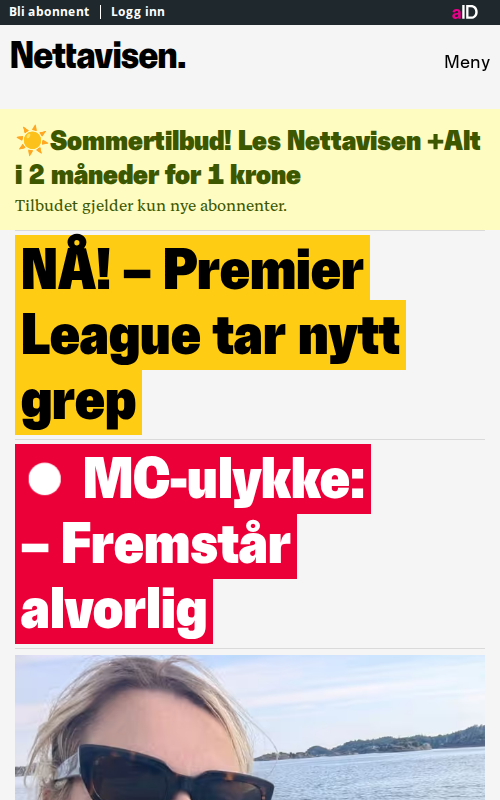 Bli abonnent | Logg inn
aID
Nettavisen.
Meny
☀️Sommertilbud! Les Nettavisen +Alt
i 2 måneder for 1 krone
Tilbudet gjelder kun nye abonnenter.
NÅ! – Premier
League tar nytt
grep
MC-ulykke:
– Fremstår
alvorlig